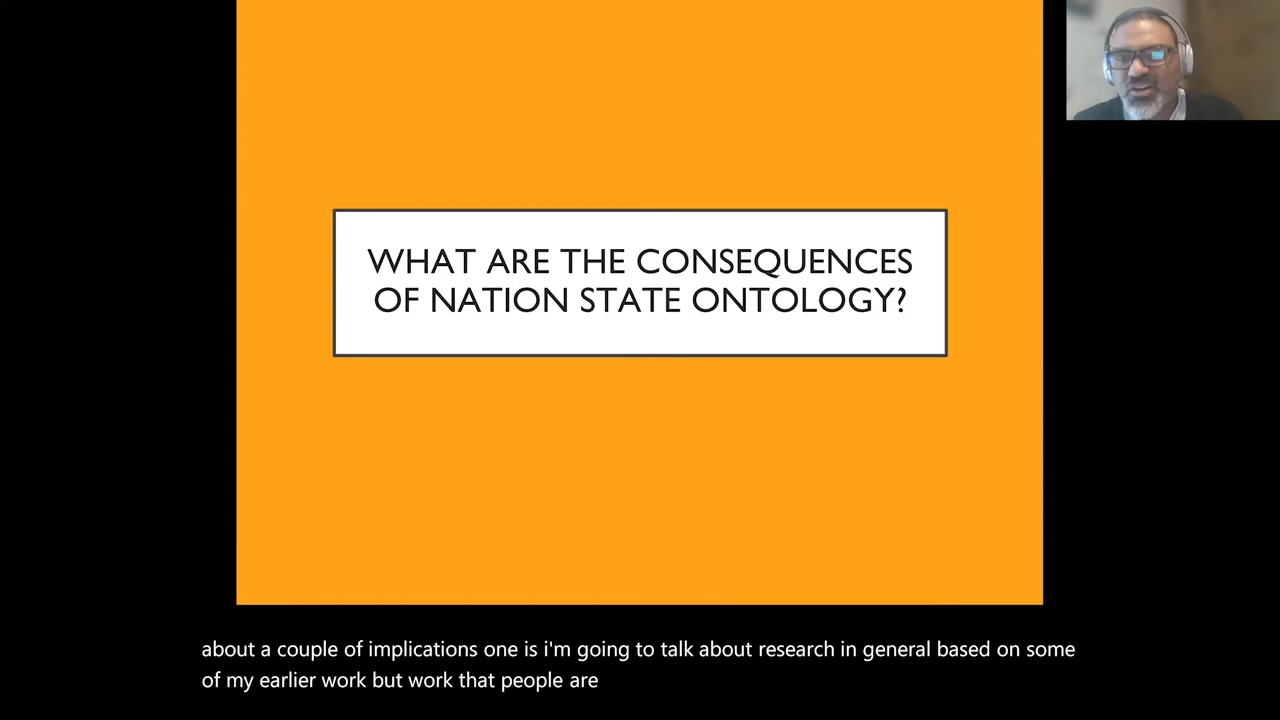 WHAT ARE THE CONSEQUENCES
OF NATION STATE ONTOLOGY?
about a couple of implications one is i'm going to talk about research in general based on some
of my earlier work but work that people are